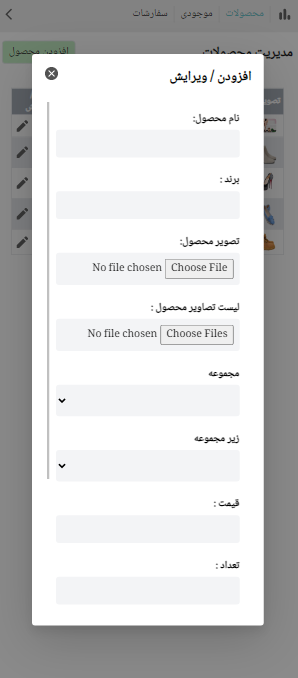 محصولات
موجودی
سفارشات
مدیریت محصولات
افزودن محصول
افزودن / ویرایش
نام محصول:
برند :
تصویر محصول:
Choose File No file chosen
لیست تصاویر محصول :
Choose Files No file chosen
مجموعه
زیر مجموعه
قیمت :
تعداد :